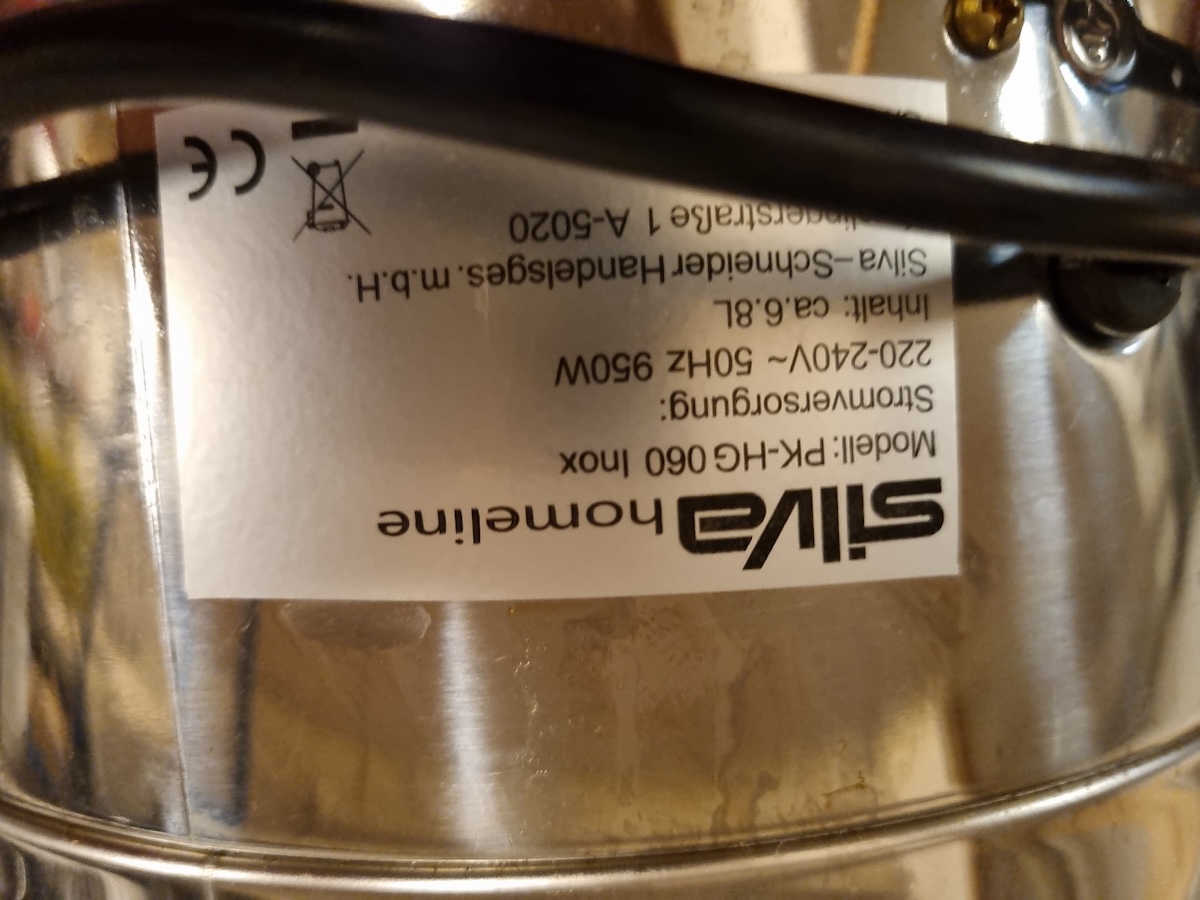 silva homeline
Modell: PK-HG 060 Inox
Stromversorgung:
220-240V~ 50Hz 950W
Inhalt: ca.6.8L
Silva-Schneider Handelsges.m.b.H.
1 A-5020
CE